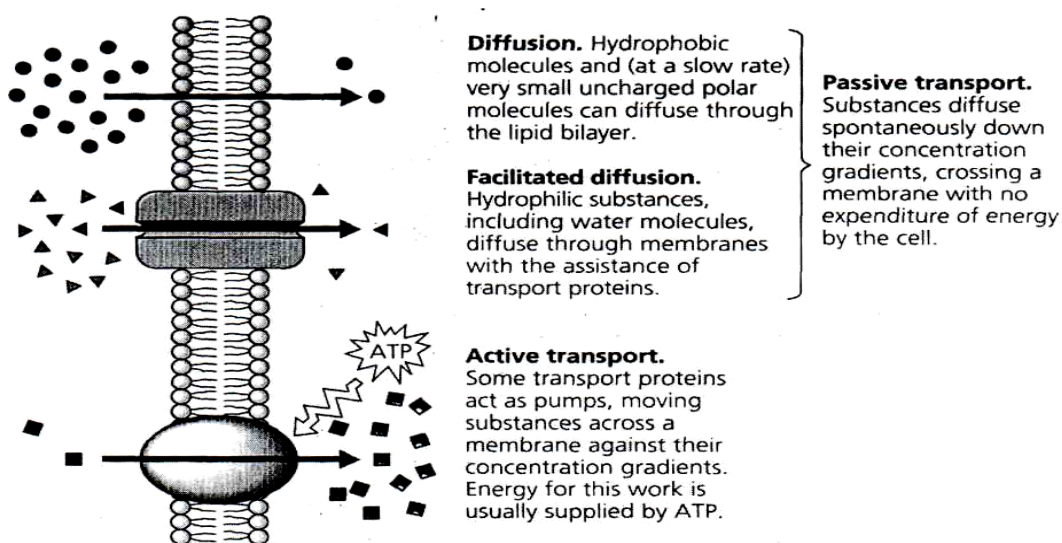 Diffusion. Hydrophobic
molecules and (at a slow rate)
very small uncharged polar
molecules can diffuse through
the lipid bilayer.
Facilitated diffusion.
Hydrophilic substances,
including water molecules,
diffuse through membranes
with the assistance of
transport proteins.
Passive transport.
Substances diffuse
spontaneously down
their concentration
gradients, crossing a
membrane with no
expenditure of energy
by the cell.
ATP
Active transport.
Some transport proteins
act as pumps, moving
substances across a
membrane against their
concentration gradients.
Energy for this work is
usually supplied by ATP.